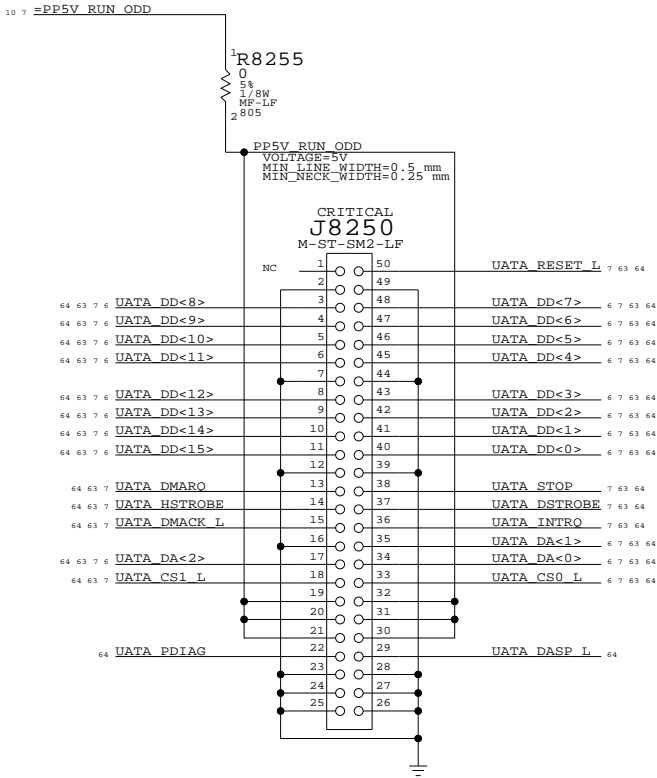 10 7 =PP5V_RUN_ODD
1
R8255
0
5%
1/8W
MF-LF
2 805
PP5V_RUN_ODD
VOLTAGE=5V
MIN_LINE_WIDTH=0.5 mm
MIN_NECK_WIDTH=0.25 mm
CRITICAL
J8250
M-ST-SM2-LF
NC 1 50 UATA_RESET_L 7 63 64
2 49
64 63 7 6 UATA_DD<8> 3 48 UATA_DD<7> 6 7 63 64
64 63 7 6 UATA_DD<9> 4 47 UATA_DD<6> 6 7 63 64
64 63 7 6 UATA_DD<10> 5 46 UATA_DD<5> 6 7 63 64
64 63 7 6 UATA_DD<11> 6 45 UATA_DD<4> 6 7 63 64
7 44
64 63 7 6 UATA_DD<12> 8 43 UATA_DD<3> 6 7 63 64
64 63 7 6 UATA_DD<13> 9 42 UATA_DD<2> 6 7 63 64
64 63 7 6 UATA_DD<14> 10 41 UATA_DD<1> 6 7 63 64
64 63 7 6 UATA_DD<15> 11 40 UATA_DD<0> 6 7 63 64
12 39
64 63 7 UATA_DMARQ 13 38 UATA_STOP 7 63 64
64 63 7 UATA_HSTROBE 14 37 UATA_DSTROBE 7 63 64
64 63 7 UATA_DMACK_L 15 36 UATA_INTRQ 7 63 64
16 35 UATA_DA<1> 6 7 63 64
64 63 7 6 UATA_DA<2> 17 34 UATA_DA<0> 6 7 63 64
64 63 7 UATA_CS1_L 18 33 UATA_CS0_L 6 7 63 64
19 32
20 31
21 30
64 UATA_PDIAG 22 29 UATA_DASP_L 64
23 28
24 27
25 26